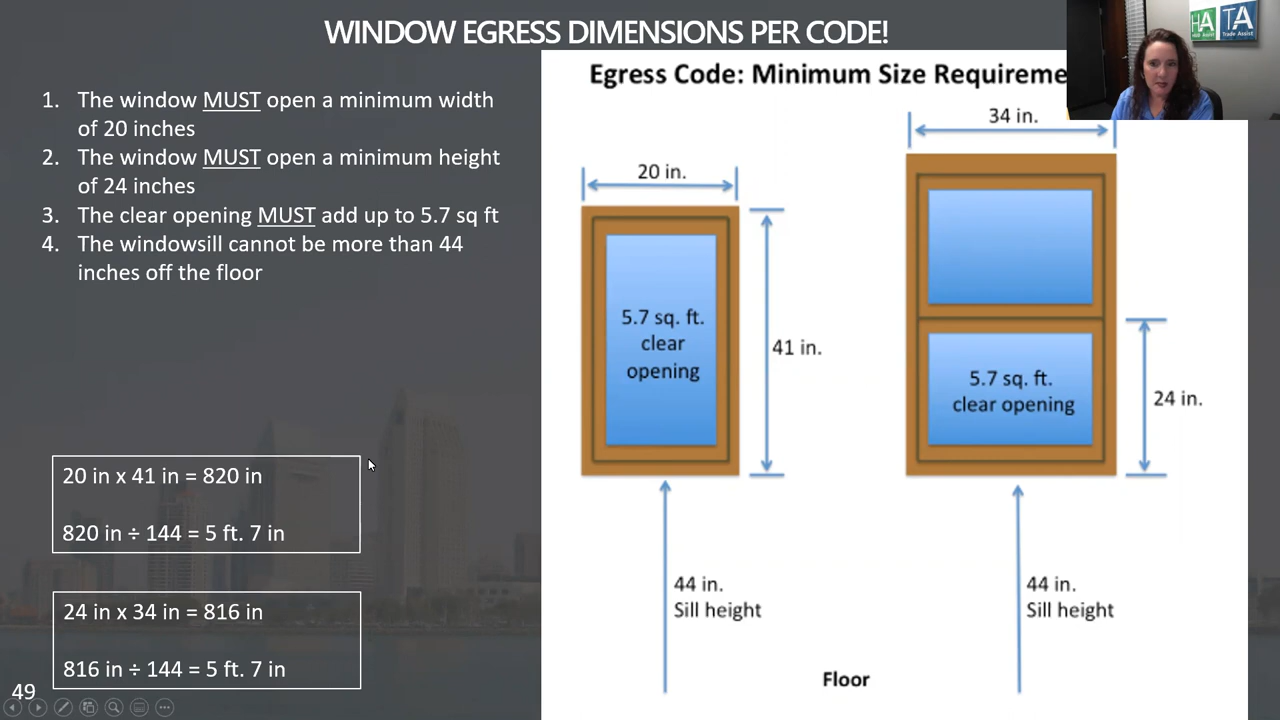 WINDOW EGRESS DIMENSIONS PER CODE!
1. The window MUST open a minimum width
of 20 inches
2. The window MUST open a minimum height
of 24 inches
3. The clear opening MUST add up to 5.7 sq ft
4. The windowsill cannot be more than 44
inches off the floor
20 in x 41 in = 820 in
820 in ÷ 144 = 5 ft. 7 in
24 in x 34 in = 816 in
816 in ÷ 144 = 5 ft. 7 in
49
Egress Code: Minimum Size Requireme
20 in.
5.7 sq. ft.
clear
opening
41 in.
44 in.
Sill height
34 in.
5.7 sq. ft.
clear opening
24 in.
44 in.
Sill height
Floor
HA TA
Trade Assist